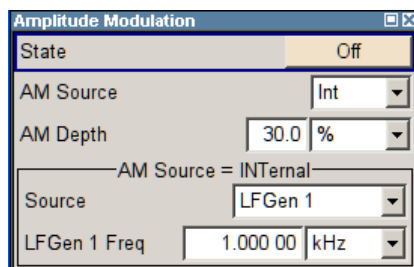 Amplitude Modulation
State Off
AM Source Int
AM Depth 30.0 %
AM Source = INTernal
Source LFGen 1
LFGen 1 Freq 1.000 00 kHz